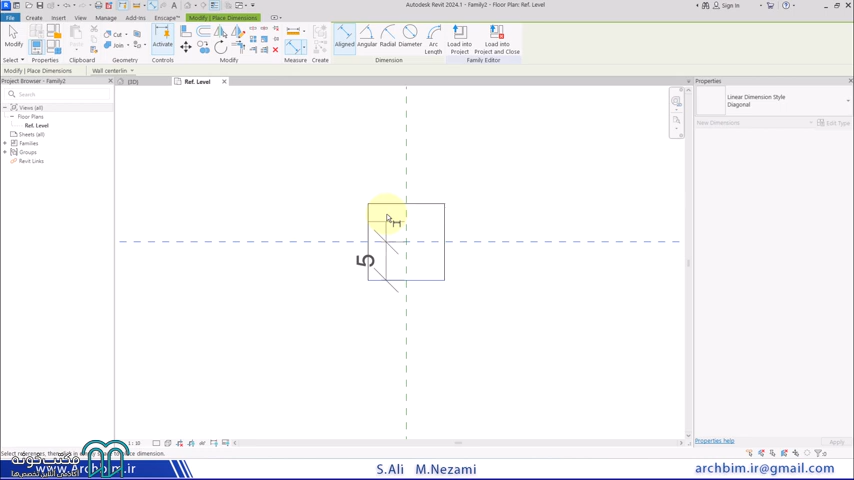 Autodesk Revit 2024.1 - Family2 - Floor Plan: Ref. Level
Sign In
File Create Insert View Manage Add-Ins Enscape™ Modify | Place Dimensions
Modify
Cut
Join
Activate
Aligned
Angular
Radial
Diameter
Arc Length
Load into Project
Load into Project and Close
Select Properties Clipboard Geometry Controls Modify Measure Create Dimension Family Editor
Modify | Place Dimensions Wall centerlin
Project Browser - Family2
Search
Views (all)
Floor Plans
Ref. Level
Sheets (all)
Families
Groups
Revit Links
{3D}
Ref. Level
5
Properties
Linear Dimension Style
Diagonal
New Dimensions Edit Type
Properties help
Apply
1 : 10
مکتب‌خونه
www.Archbim.ir
S.Ali M.Nezami
archbim.ir@gmail.com